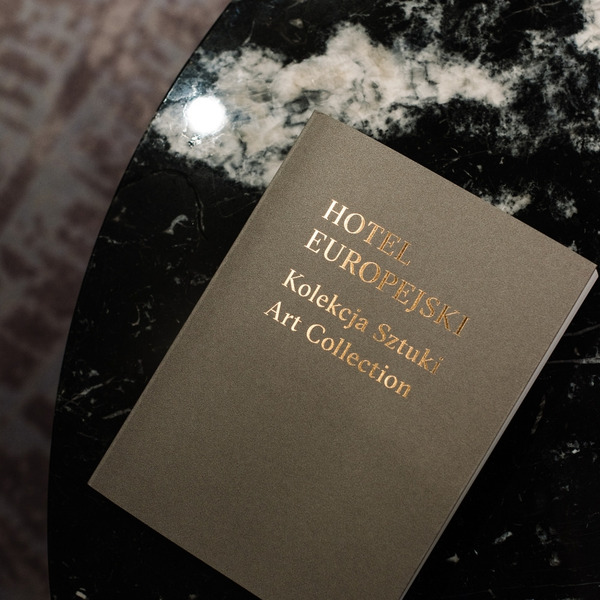 HOTEL
EUROPEJSKI
Kolekcja Sztuki
Art Collection